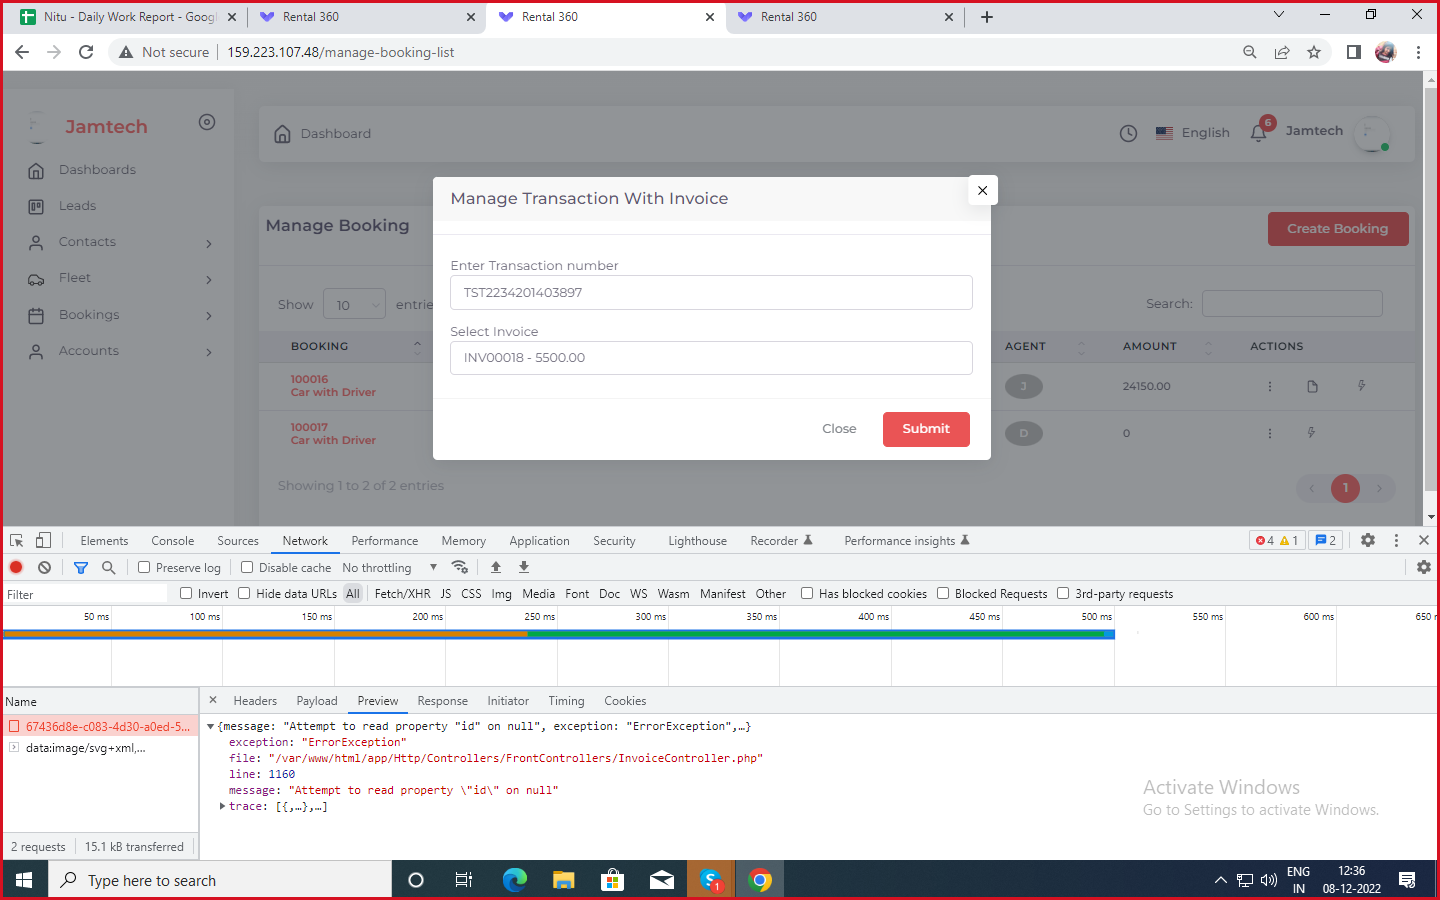 Nitu - Daily Work Report - Googl
Rental 360
Rental 360
Rental 360
Not secure
159.223.107.48/manage-booking-list
Jamtech
Dashboards
Leads
Contacts
Fleet
Bookings
Accounts
Dashboard
English
6
Jamtech
Manage Booking
Create Booking
Show 10 entrie
Search:
BOOKING AGENT AMOUNT ACTIONS
100016
Car with Driver
J 24150.00
100017
Car with Driver
D 0
Showing 1 to 2 of 2 entries
1
Manage Transaction With Invoice
Enter Transaction number
TST2234201403897
Select Invoice
INV00018 - 5500.00
Close Submit
Elements Console Sources Network Performance Memory Application Security Lighthouse Recorder Performance insights 4 1 2
Preserve log Disable cache No throttling
Filter Invert Hide data URLs All Fetch/XHR JS CSS Img Media Font Doc WS Wasm Manifest Other Has blocked cookies Blocked Requests 3rd-party requests
50 ms 100 ms 150 ms 200 ms 250 ms 300 ms 350 ms 400 ms 450 ms 500 ms 550 ms 600 ms 650 m
Name
67436d8e-c083-4d30-a0ed-5...
data:image/svg+xml,...
2 requests 15.1 kB transferred
Headers Payload Preview Response Initiator Timing Cookies
{message: "Attempt to read property "id" on null", exception: "ErrorException",…}
exception: "ErrorException"
file: "/var/www/html/app/Http/Controllers/FrontControllers/InvoiceController.php"
line: 1160
message: "Attempt to read property \"id\" on null"
trace: [{,…},…]
Activate Windows
Go to Settings to activate Windows.
Type here to search
S 1
ENG
IN
12:36
08-12-2022